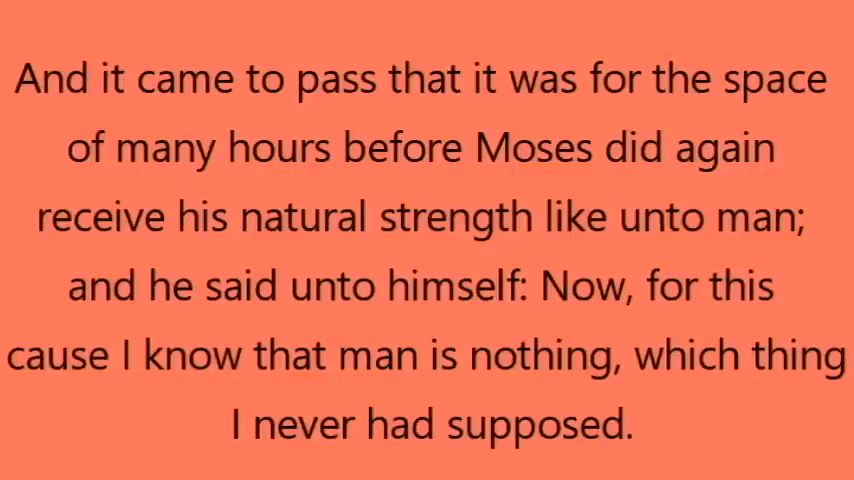 And it came to pass that it was for the space
of many hours before Moses did again
receive his natural strength like unto man;
and he said unto himself: Now, for this
cause I know that man is nothing, which thing
I never had supposed.